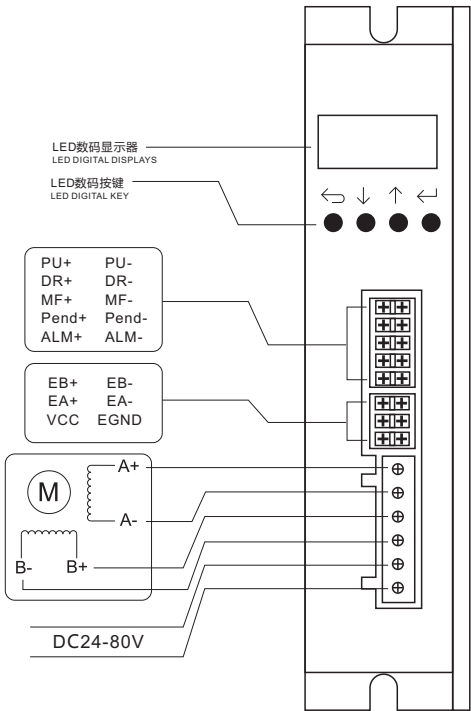 LED数码显示器
LED DIGITAL DISPLAYS
LED数码按键
LED DIGITAL KEY
PU+ PU-
DR+ DR-
MF+ MF-
Pend+ Pend-
ALM+ ALM-
EB+ EB-
EA+ EA-
VCC EGND
A+
M
A-
B- B+
DC24-80V